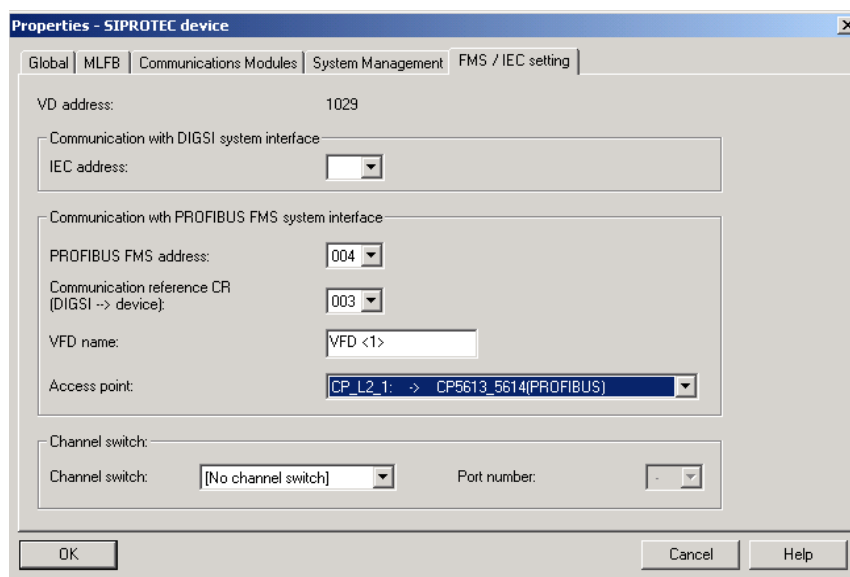 Properties - SIPROTEC device
Global MLFB Communications Modules System Management FMS / IEC setting
VD address: 1029
Communication with DIGSI system interface
IEC address:
Communication wth PROFIBUS FMS system interface
PROFIBUS FMS address: 004
Communication reference CR
(DIGSI --> device): 003
VFD name: VFD <1>
Access point: CP_L2_1: -> CP5613_5614(PROFIBUS)
Channel switch:
Channel switch: [No channel switch] Port number: -
OK Cancel Help